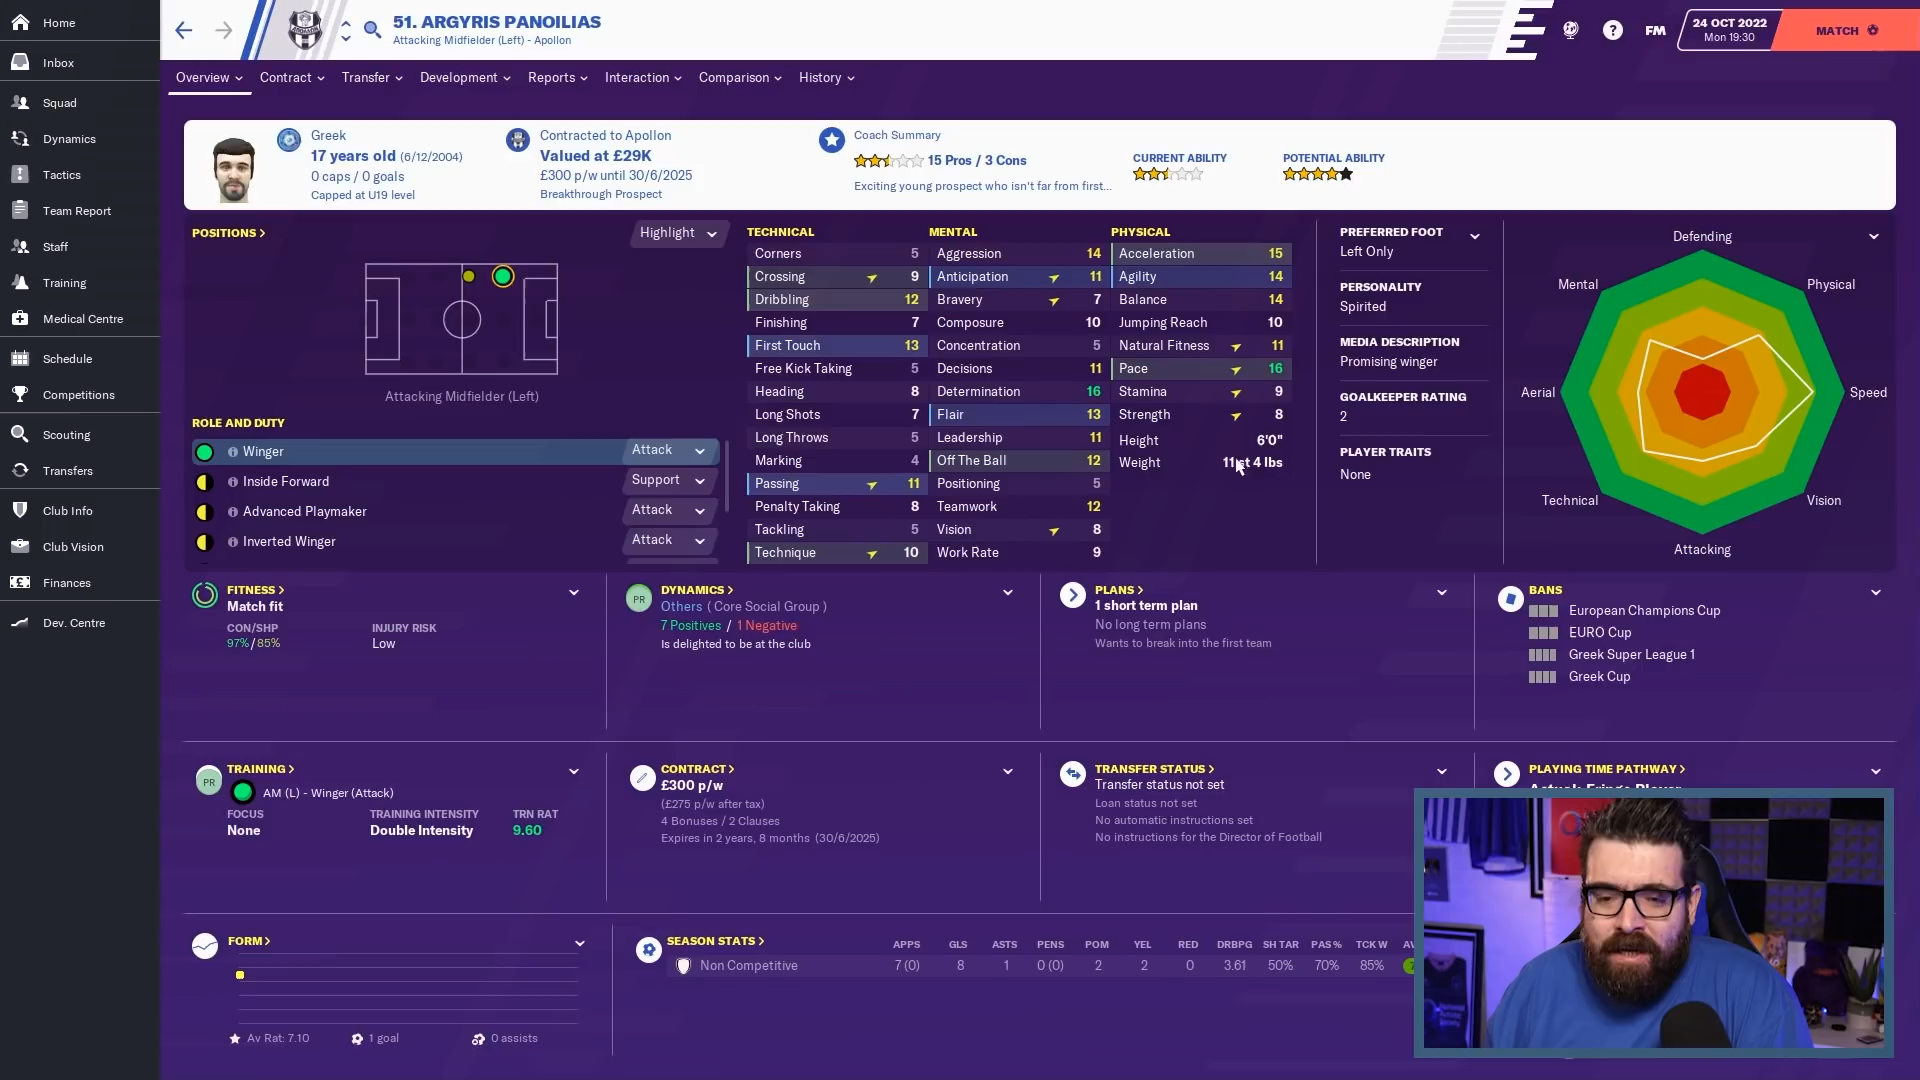 Home
Inbox
Squad
Dynamics
Tactics
Team Report
Staff
Training
Medical Centre
Schedule
Competitions
Scouting
Transfers
Club Info
Club Vision
Finances
Dev. Centre
51. ARGYRIS PANOILIAS
Attacking Midfielder (Left) - Apollon
FM
24 OCT 2022
Mon 19:30
MATCH
Overview Contract Transfer Development Reports Interaction Comparison History
Greek
17 years old (6/12/2004)
0 caps / 0 goals
Capped at U19 level
Contracted to Apollon
Valued at £29K
£300 p/w until 30/6/2025
Breakthrough Prospect
Coach Summary
15 Pros / 3 Cons
Exciting young prospect who isn't far from first...
CURRENT ABILITY
POTENTIAL ABILITY
POSITIONS
Highlight
Attacking Midfielder (Left)
ROLE AND DUTY
Winger Attack
Inside Forward Support
Advanced Playmaker Attack
Inverted Winger Attack
TECHNICAL
Corners 5
Crossing 9
Dribbling 12
Finishing 7
First Touch 13
Free Kick Taking 5
Heading 8
Long Shots 7
Long Throws 5
Marking 4
Passing 11
Penalty Taking 8
Tackling 5
Technique 10
MENTAL
Aggression 14
Anticipation 11
Bravery 7
Composure 10
Concentration 5
Decisions 11
Determination 16
Flair 13
Leadership 11
Off The Ball 12
Positioning 5
Teamwork 12
Vision 8
Work Rate 9
PHYSICAL
Acceleration 15
Agility 14
Balance 14
Jumping Reach 10
Natural Fitness 11
Pace 16
Stamina 9
Strength 8
Height 6'0"
Weight 11 st 4 lbs
PREFERRED FOOT
Left Only
PERSONALITY
Spirited
MEDIA DESCRIPTION
Promising winger
GOALKEEPER RATING
2
PLAYER TRAITS
None
Defending
Mental Physical
Aerial Speed
Technical Vision
Attacking
FITNESS
Match fit
CON/SHP
97%/85%
INJURY RISK
Low
PR
DYNAMICS
Others ( Core Social Group )
7 Positives / 1 Negative
Is delighted to be at the club
PLANS
1 short term plan
No long term plans
Wants to break into the first team
BANS
European Champions Cup
EURO Cup
Greek Super League 1
Greek Cup
PR
TRAINING
AM (L) - Winger (Attack)
FOCUS
None
TRAINING INTENSITY
Double Intensity
TRN RAT
9.60
CONTRACT
£300 p/w
(£275 p/w after tax)
4 Bonuses / 2 Clauses
Expires in 2 years, 8 months (30/6/2025)
TRANSFER STATUS
Transfer status not set
Loan status not set
No automatic instructions set
No instructions for the Director of Football
PLAYING TIME PATHWAY
Actual: Fringe Player
FORM
Av Rat: 7.10 1 goal 0 assists
SEASON STATS APPS GLS ASTS PENS POM YEL RED DRBPG SH TAR PAS% TCK W
Non Competitive 7 (0) 8 1 0 (0) 2 2 0 3.61 50% 70% 85%